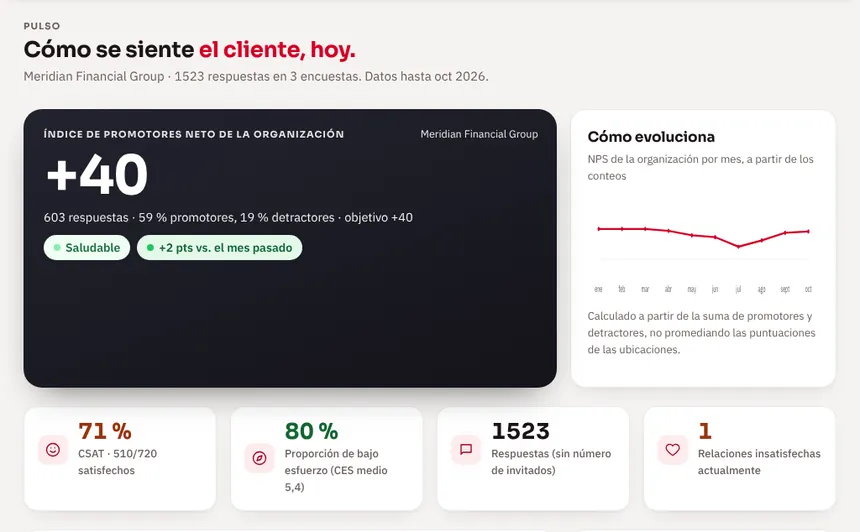 PULSO
Cómo se siente el cliente, hoy.
Meridian Financial Group · 1523 respuestas en 3 encuestas. Datos hasta oct 2026.
ÍNDICE DE PROMOTORES NETO DE LA ORGANIZACIÓN
Meridian Financial Group
+40
603 respuestas · 59 % promotores, 19 % detractores · objetivo +40
Saludable
+2 pts vs. el mes pasado
Cómo evoluciona
NPS de la organización por mes, a partir de los
conteos
ene feb mar abr may jun jul ago sept oct
Calculado a partir de la suma de promotores y
detractores, no promediando las puntuaciones
de las ubicaciones.
71 %
CSAT · 510/720
satisfechos
80 %
Proporción de bajo
esfuerzo (CES medio
5,4)
1523
Respuestas (sin número
de invitados)
1
Relaciones insatisfechas
actualmente